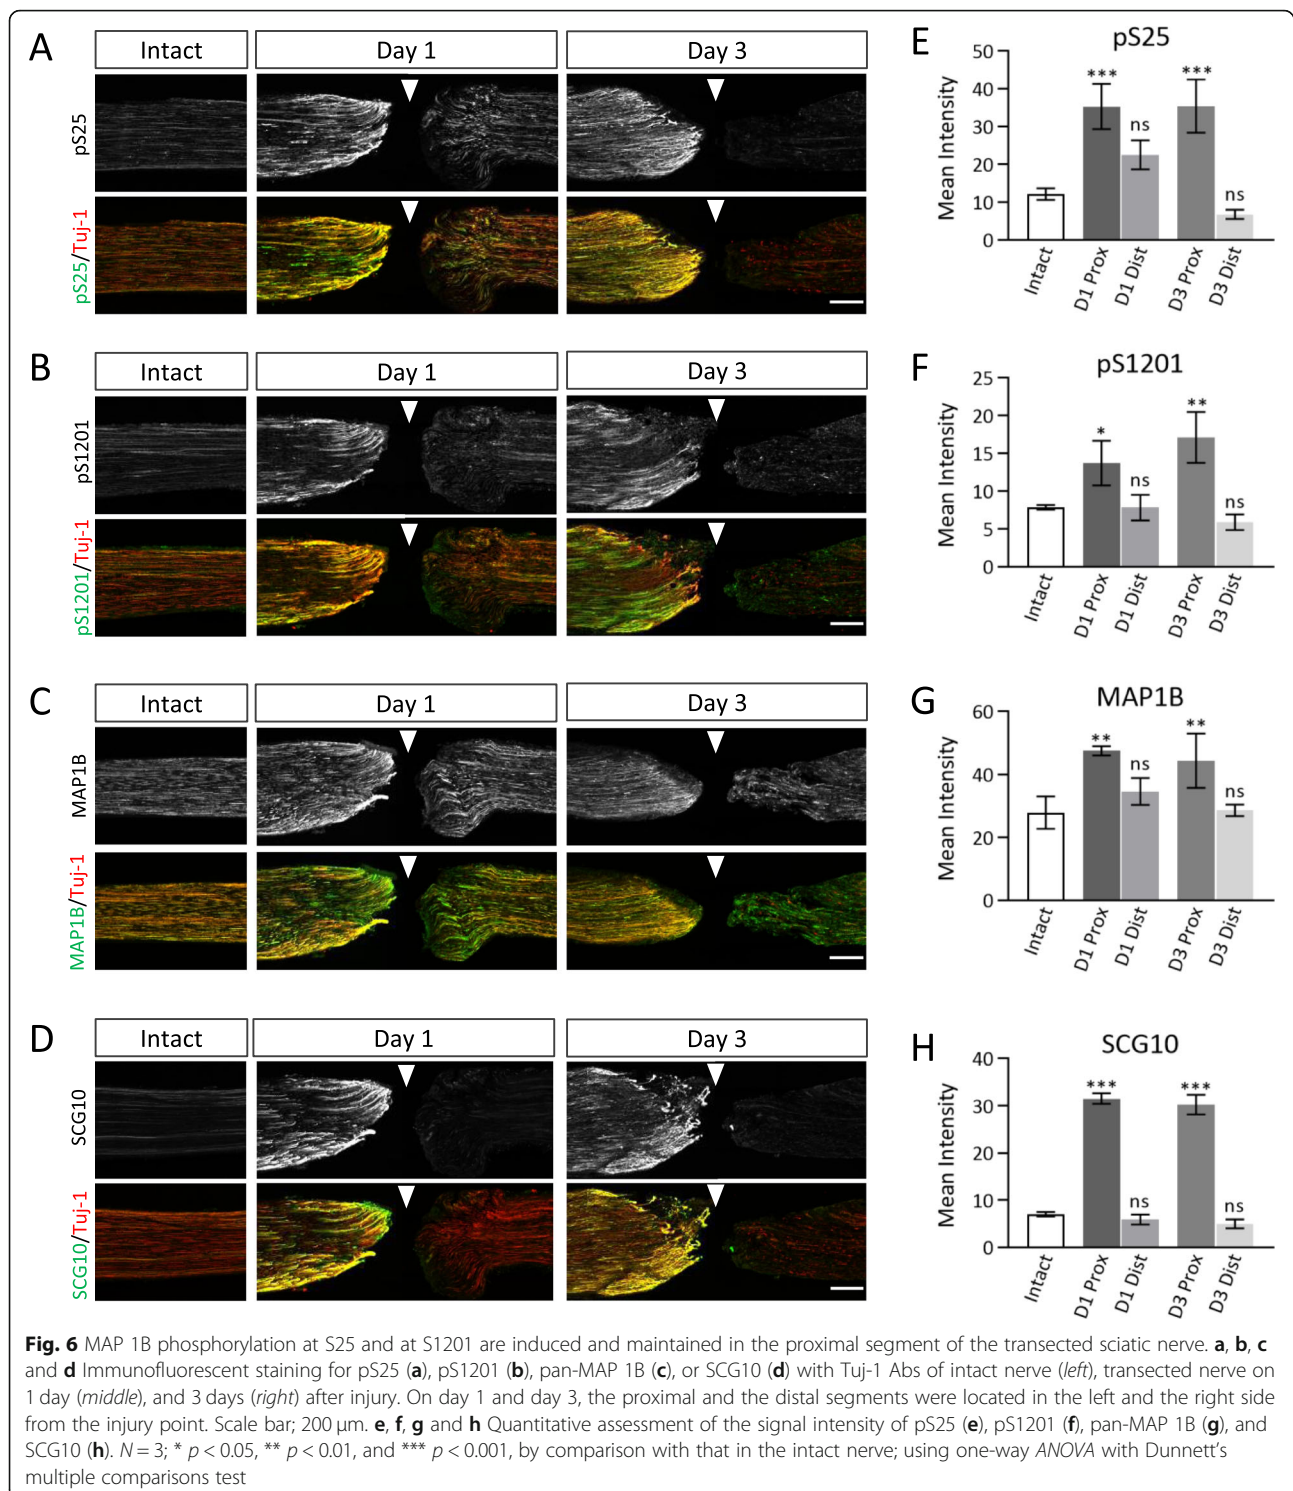 A
Intact
Day 1
Day 3
pS25
pS25/Tuj-1
B
Intact
Day 1
Day 3
pS1201
pS1201/Tuj-1
C
Intact
Day 1
Day 3
MAP1B
MAP1B/Tuj-1
D
Intact
Day 1
Day 3
SCG10
SCG10/Tuj-1
E
pS25
Mean Intensity
50
40
30
20
10
0
***
ns
***
ns
Intact
D1 Prox
D1 Dist
D3 Prox
D3 Dist
F
pS1201
Mean Intensity
25
20
15
10
5
0
*
ns
**
ns
Intact
D1 Prox
D1 Dist
D3 Prox
D3 Dist
G
MAP1B
Mean Intensity
60
40
20
0
**
ns
**
ns
Intact
D1 Prox
D1 Dist
D3 Prox
D3 Dist
H
SCG10
Mean Intensity
40
30
20
10
0
***
ns
***
ns
Intact
D1 Prox
D1 Dist
D3 Prox
D3 Dist
Fig. 6 MAP 1B phosphorylation at S25 and at S1201 are induced and maintained in the proximal segment of the transected sciatic nerve. a, b, c
and d Immunofluorescent staining for pS25 (a), pS1201 (b), pan-MAP 1B (c), or SCG10 (d) with Tuj-1 Abs of intact nerve (left), transected nerve on
1 day (middle), and 3 days (right) after injury. On day 1 and day 3, the proximal and the distal segments were located in the left and the right side
from the injury point. Scale bar; 200 μm. e, f, g and h Quantitative assessment of the signal intensity of pS25 (e), pS1201 (f), pan-MAP 1B (g), and
SCG10 (h). N = 3; * p < 0.05, ** p < 0.01, and *** p < 0.001, by comparison with that in the intact nerve; using one-way ANOVA with Dunnett’s
multiple comparisons test